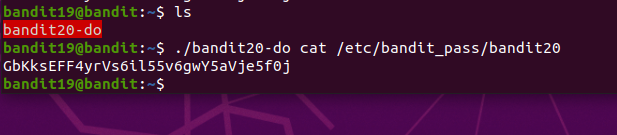 bandit19@bandit:~$ ls
bandit20-do
bandit19@bandit:~$ ./bandit20-do cat /etc/bandit_pass/bandit20
GbKksEFF4yrVs6il55v6gwY5aVje5f0j
bandit19@bandit:~$